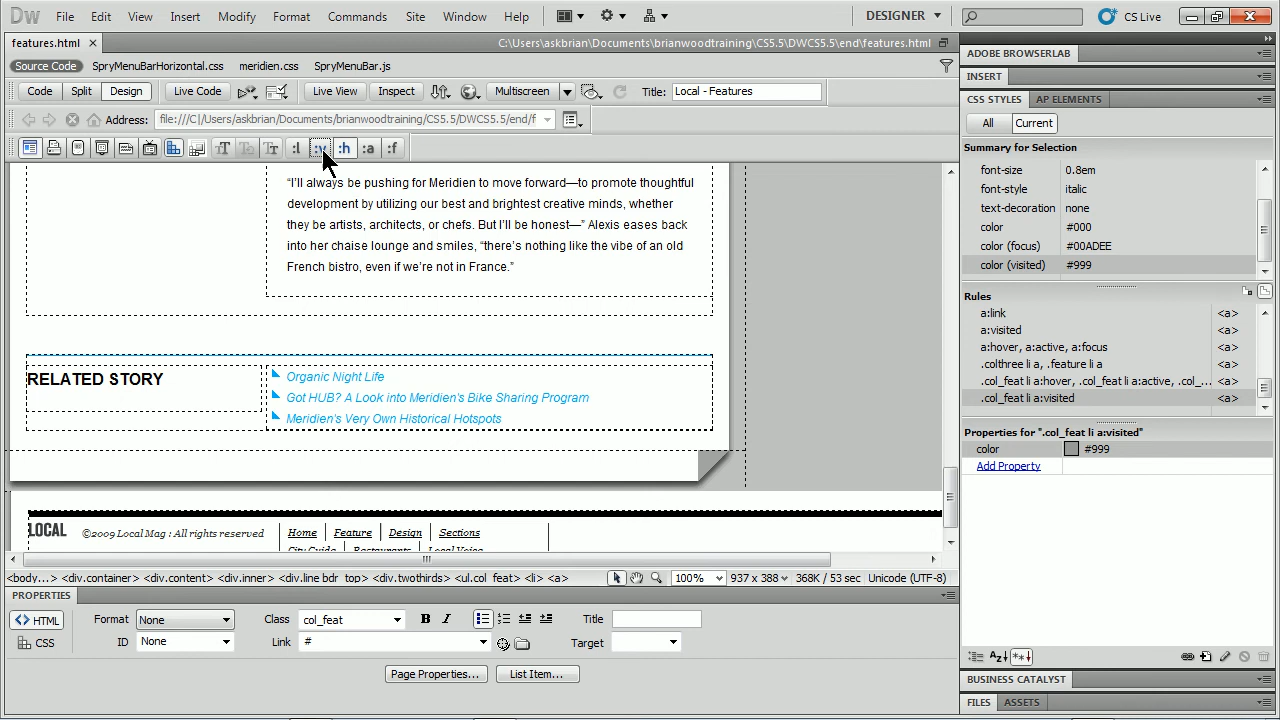 Dw File Edit View Insert Modify Format Commands Site Window Help DESIGNER CS Live
features.html C:\Users\askbrian\Documents\brianwoodtraining\CS5.5\DWCS5.5\end\features.html
Source Code SpryMenuBarHorizontal.css meridien.css SpryMenuBar.js
Code Split Design Live Code Live View Inspect Multiscreen Title: Local - Features
Address: file:///C|/Users/askbrian/Documents/brianwoodtraining/CS5.5/DWCS5.5/end/f
:l :v :h :a :f
“I’ll always be pushing for Meridien to move forward—to promote thoughtful
development by utilizing our best and brightest creative minds, whether
they be artists, architects, or chefs. But I’ll be honest—” Alexis eases back
into her chaise lounge and smiles, “there’s nothing like the vibe of an old
French bistro, even if we’re not in France.”
RELATED STORY
Organic Night Life
Got HUB? A Look into Meridien’s Bike Sharing Program
Meridien’s Very Own Historical Hotspots
LOCAL ©2009 Local Mag : All rights reserved Home Feature Design Sections
City Guide Restaurants Local Voice
<body...> <div.container> <div.content> <div.inner> <div.line bdr top> <div.twothirds> <ul.col feat> <li> <a> 100% 937 x 388 368K / 53 sec Unicode (UTF-8)
PROPERTIES
HTML Format None Class col_feat B I Title
CSS ID None Link # Target
Page Properties... List Item...
ADOBE BROWSERLAB
INSERT
CSS STYLES AP ELEMENTS
All Current
Summary for Selection
font-size 0.8em
font-style italic
text-decoration none
color #000
color (focus) #00ADEE
color (visited) #999
Rules
a:link <a>
a:visited <a>
a:hover, a:active, a:focus <a>
.colthree li a, .feature li a <a>
.col_feat li a:hover, .col_feat li a:active, .col_... <a>
.col_feat li a:visited <a>
Properties for ".col_feat li a:visited"
color #999
Add Property
BUSINESS CATALYST
FILES ASSETS